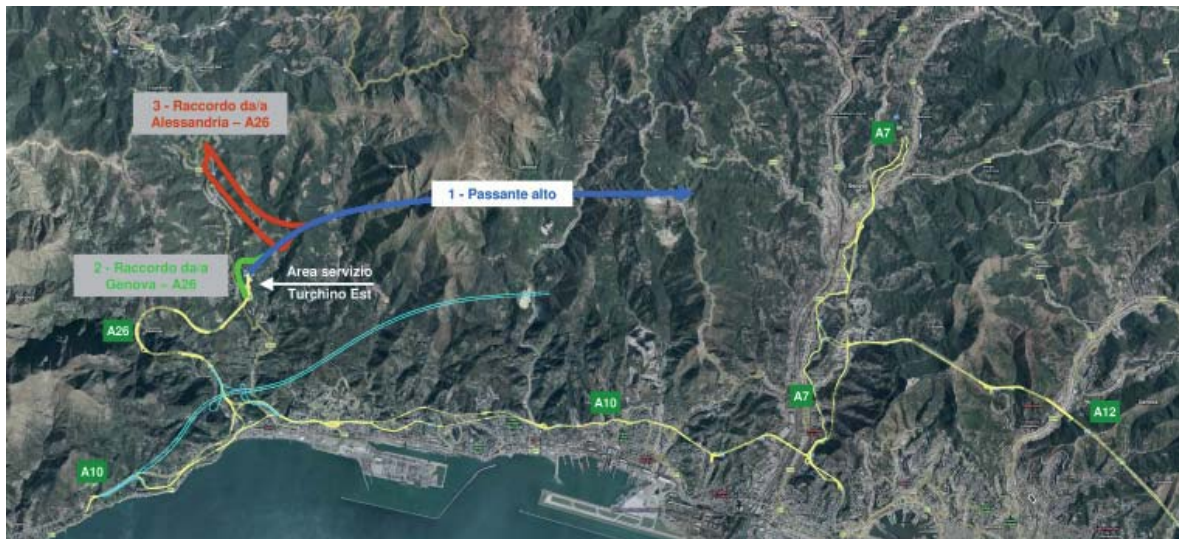 3 - Raccordo da/a
Alessandria – A26
A7
1 - Passante alto
2 - Raccordo da/a
Genova – A26
Area servizio
Turchino Est
A26
A10
A7
A12
A10